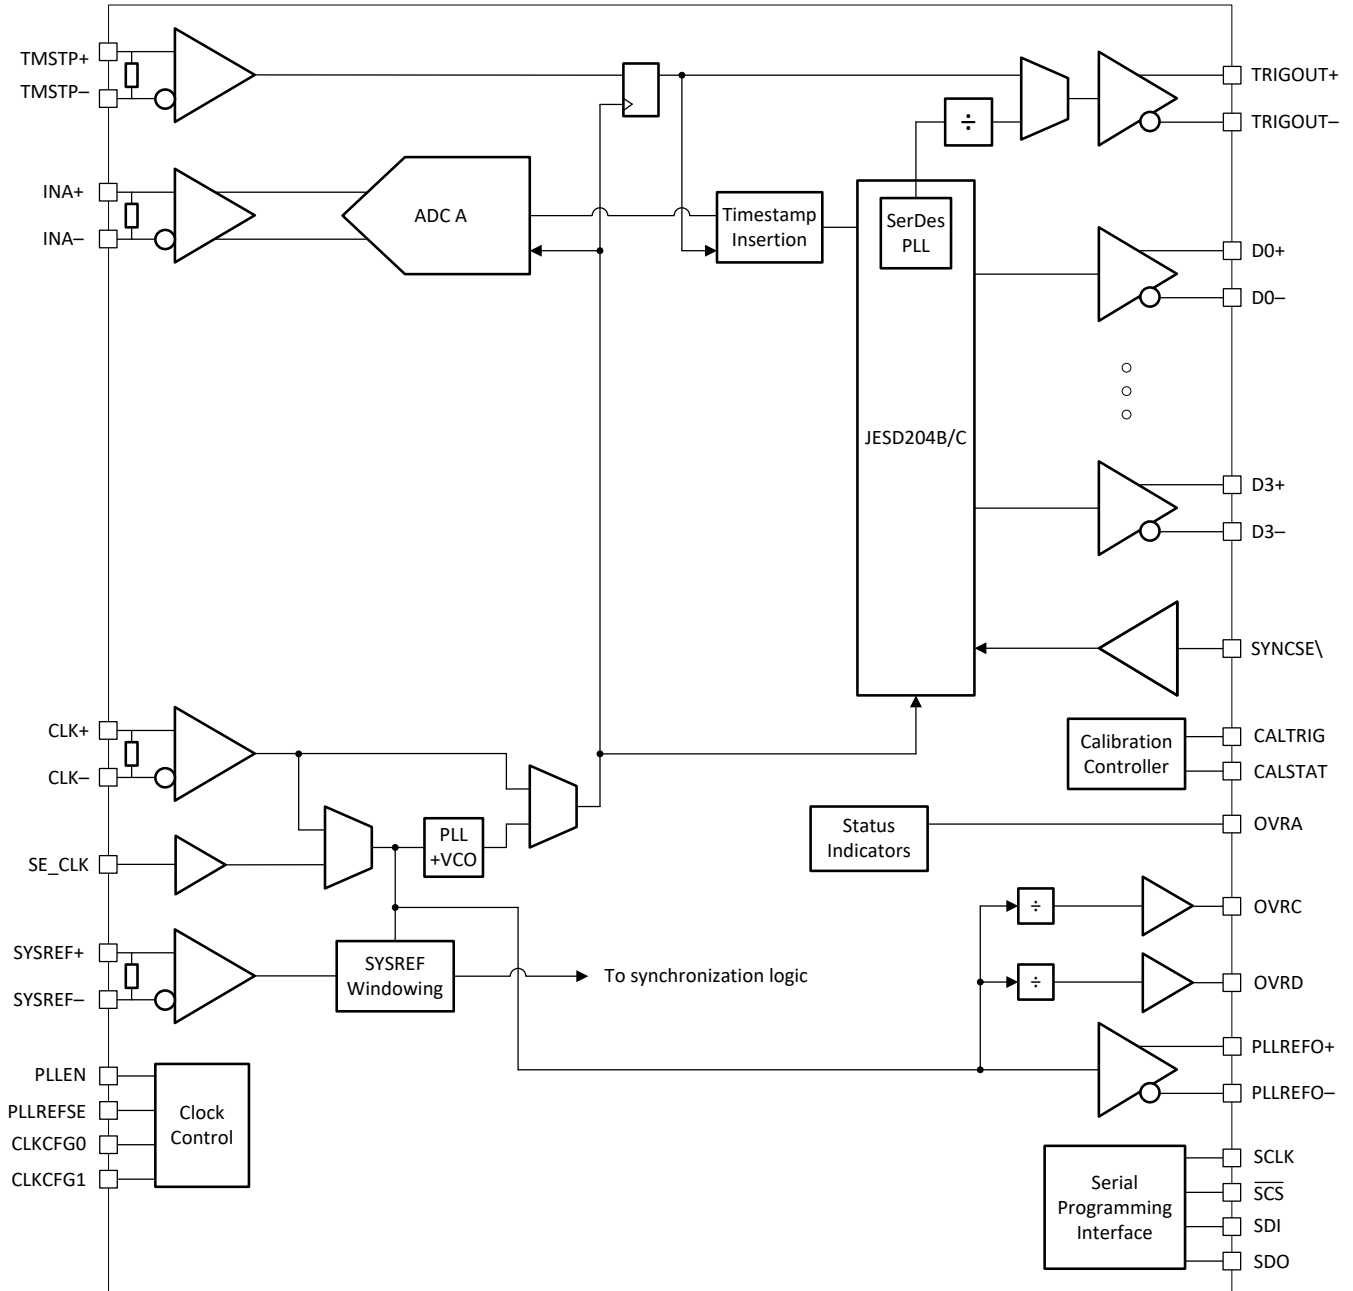 TMSTP+
TMSTP–
INA+
INA–
ADC A
÷
Timestamp
Insertion
SerDes
PLL
JESD204B/C
TRIGOUT+
TRIGOUT–
D0+
D0–
D3+
D3–
SYNCSE\
CLK+
CLK–
SE_CLK
PLL
+VCO
SYSREF+
SYSREF–
SYSREF
Windowing
To synchronization logic
Calibration
Controller
CALTRIG
CALSTAT
Status
Indicators
OVRA
÷
OVRC
÷
OVRD
PLLREFO+
PLLREFO–
PLLEN
PLLREFSE
CLKCFG0
CLKCFG1
Clock
Control
Serial
Programming
Interface
SCLK
S̅C̅S̅
SDI
SDO